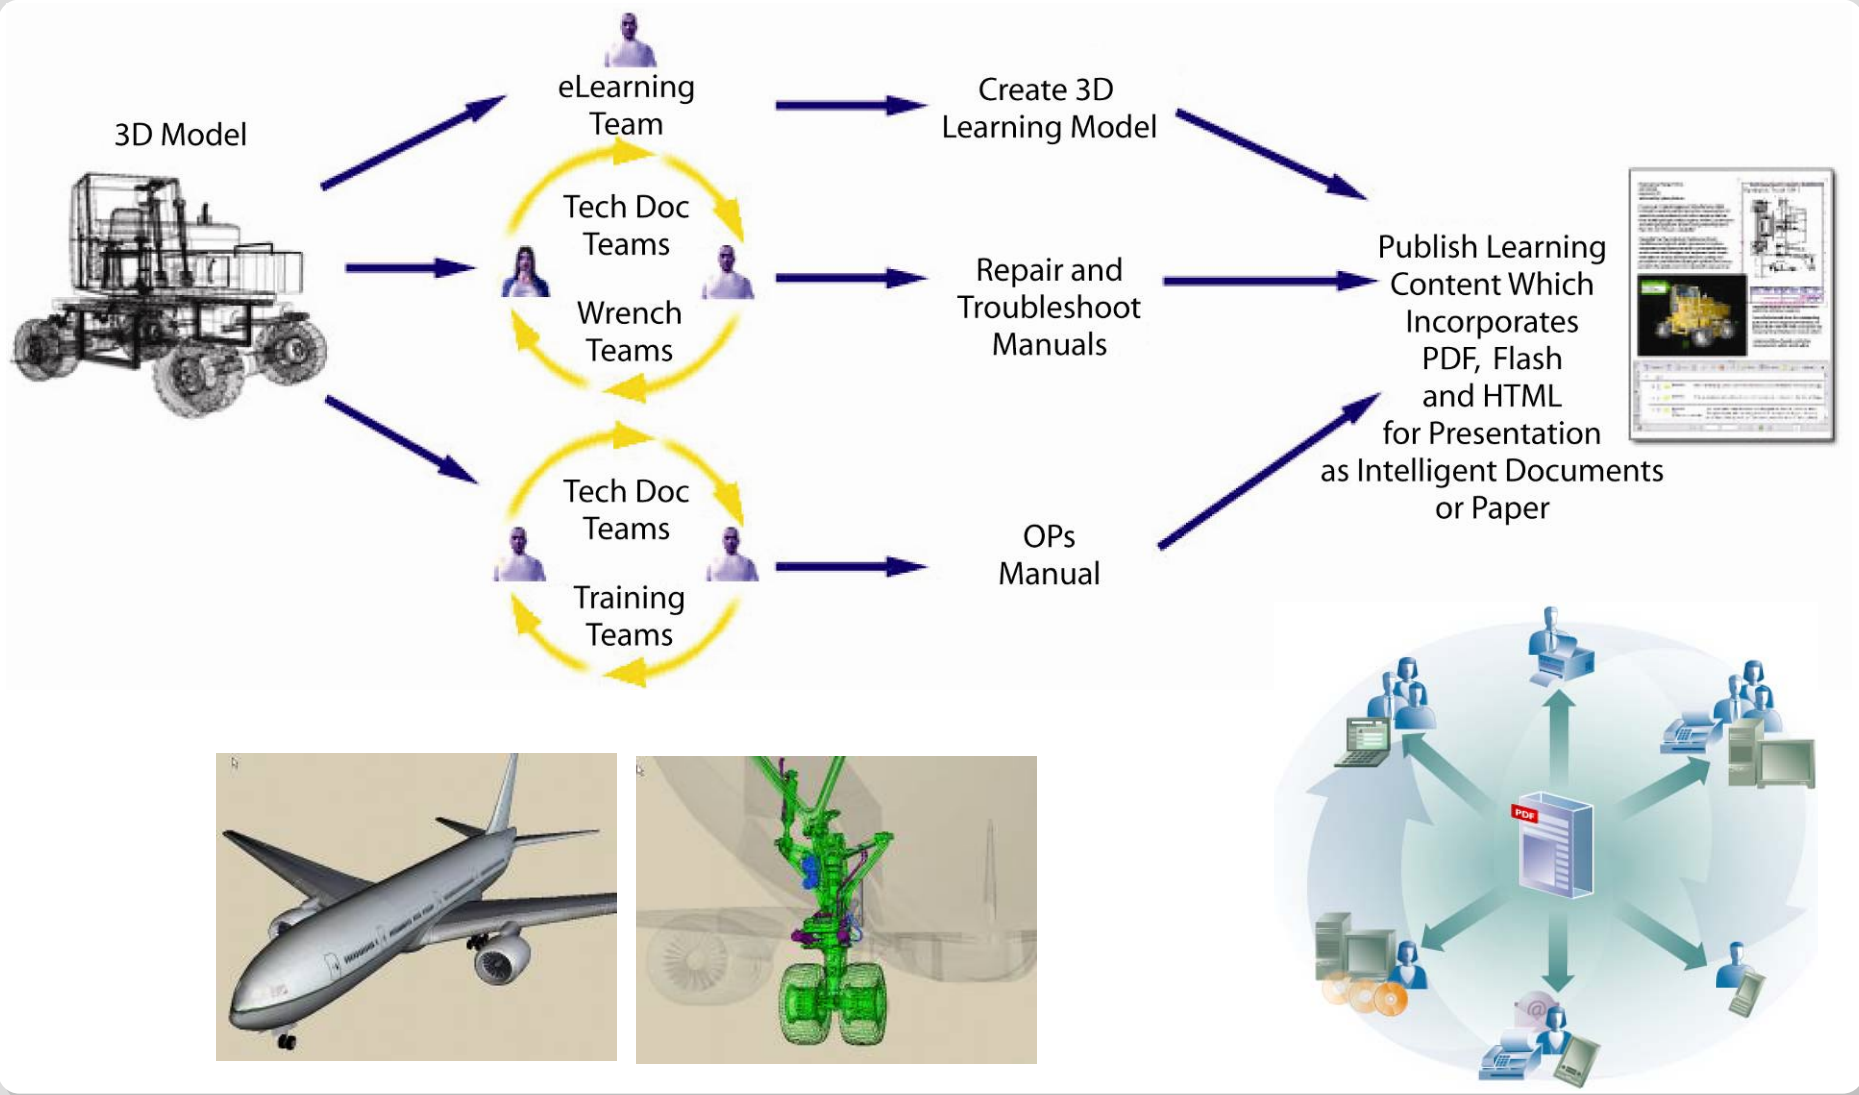 3D Model
eLearning
Team
Tech Doc
Teams
Wrench
Teams
Tech Doc
Teams
Training
Teams
Create 3D
Learning Model
Repair and
Troubleshoot
Manuals
OPs
Manual
Publish Learning
Content Which
Incorporates
PDF, Flash
and HTML
for Presentation
as Intelligent Documents
or Paper
PDF
@